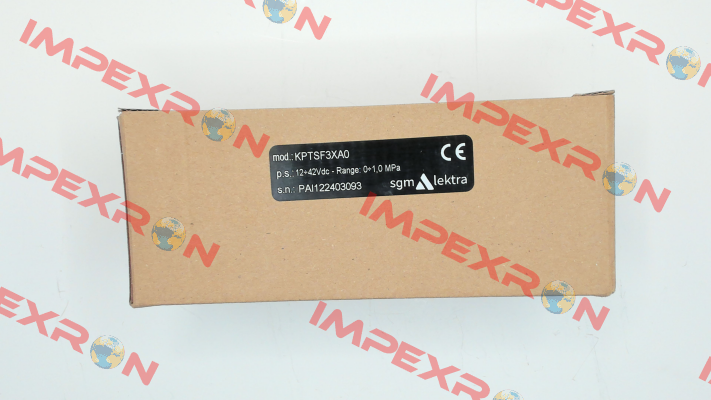 mod.: KPTSF3XA0
p.s.: 12÷42Vdc - Range: 0÷1,0 MPa
s.n.: PAI122403093
CE
sgm lektra
IMPEXRON
IMPEXRON
IMPEXRON
IMPEXRON
IMPEXRON
IMPEXRON
IMPEXRON